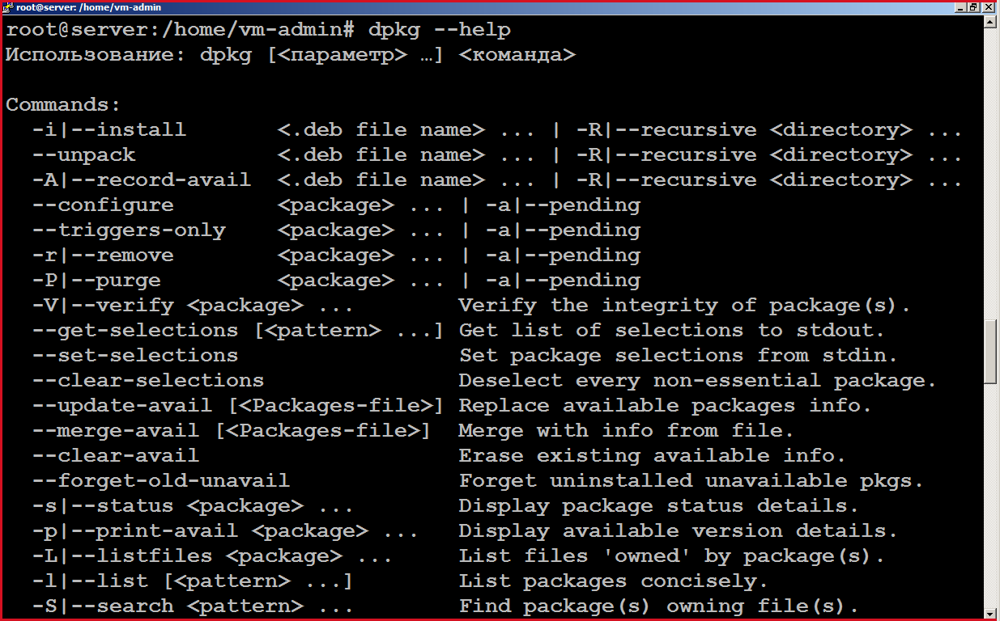 root@server: /home/vm-admin
root@server:/home/vm-admin# dpkg --help
Использование: dpkg [<параметр> …] <команда>

Commands:
  -i|--install       <.deb file name> ... | -R|--recursive <directory> ...
  --unpack           <.deb file name> ... | -R|--recursive <directory> ...
  -A|--record-avail  <.deb file name> ... | -R|--recursive <directory> ...
  --configure        <package> ... | -a|--pending
  --triggers-only    <package> ... | -a|--pending
  -r|--remove        <package> ... | -a|--pending
  -P|--purge         <package> ... | -a|--pending
  -V|--verify <package> ...        Verify the integrity of package(s).
  --get-selections [<pattern> ...] Get list of selections to stdout.
  --set-selections                 Set package selections from stdin.
  --clear-selections               Deselect every non-essential package.
  --update-avail [<Packages-file>] Replace available packages info.
  --merge-avail [<Packages-file>]  Merge with info from file.
  --clear-avail                    Erase existing available info.
  --forget-old-unavail             Forget uninstalled unavailable pkgs.
  -s|--status <package> ...        Display package status details.
  -p|--print-avail <package> ...   Display available version details.
  -L|--listfiles <package> ...     List files 'owned' by package(s).
  -l|--list [<pattern> ...]        List packages concisely.
  -S|--search <pattern> ...        Find package(s) owning file(s).